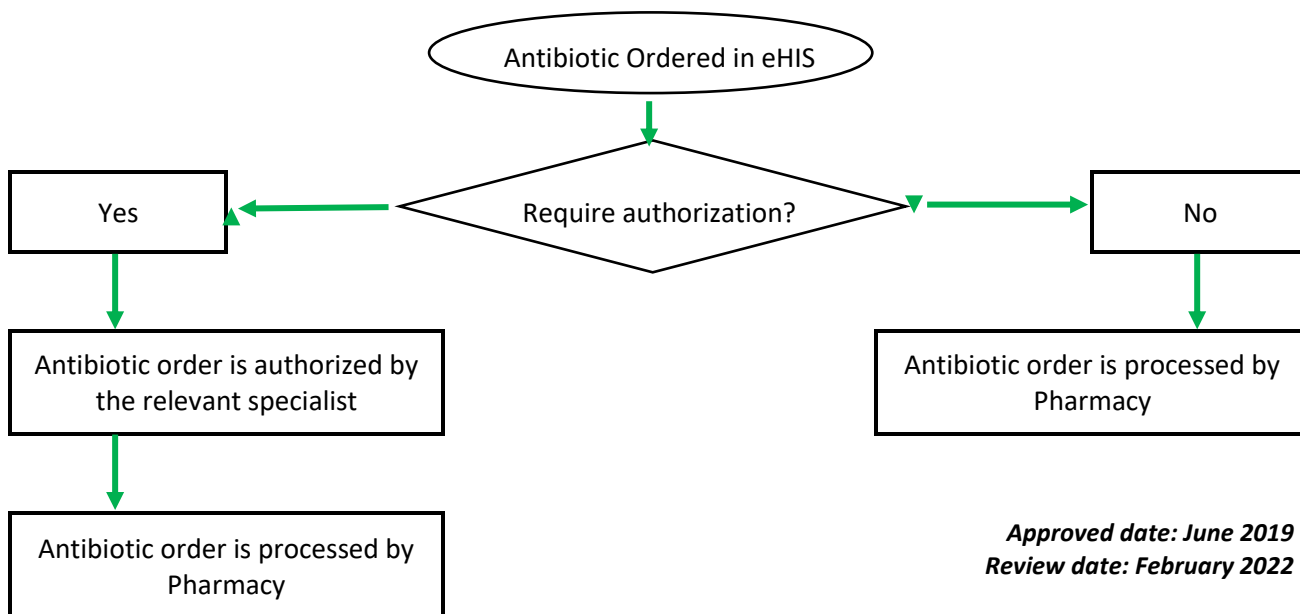 Antibiotic Ordered in eHIS
Require authorization?
Yes
No
Antibiotic order is authorized by
the relevant specialist
Antibiotic order is processed by
Pharmacy
Antibiotic order is processed by
Pharmacy
Approved date: June 2019
Review date: February 2022